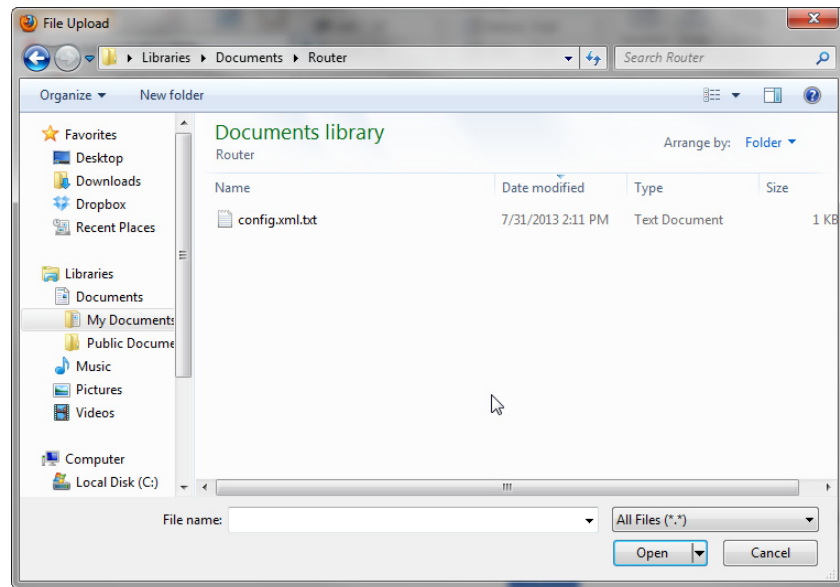 File Upload
Libraries Documents Router
Search Router
Organize New folder
Favorites
Desktop
Downloads
Dropbox
Recent Places
Libraries
Documents
My Documents
Public Docume
Music
Pictures
Videos
Computer
Local Disk (C:)
Documents library
Router
Arrange by: Folder
Name Date modified Type Size
config.xml.txt 7/31/2013 2:11 PM Text Document 1 KB
File name: All Files (*.*)
Open Cancel